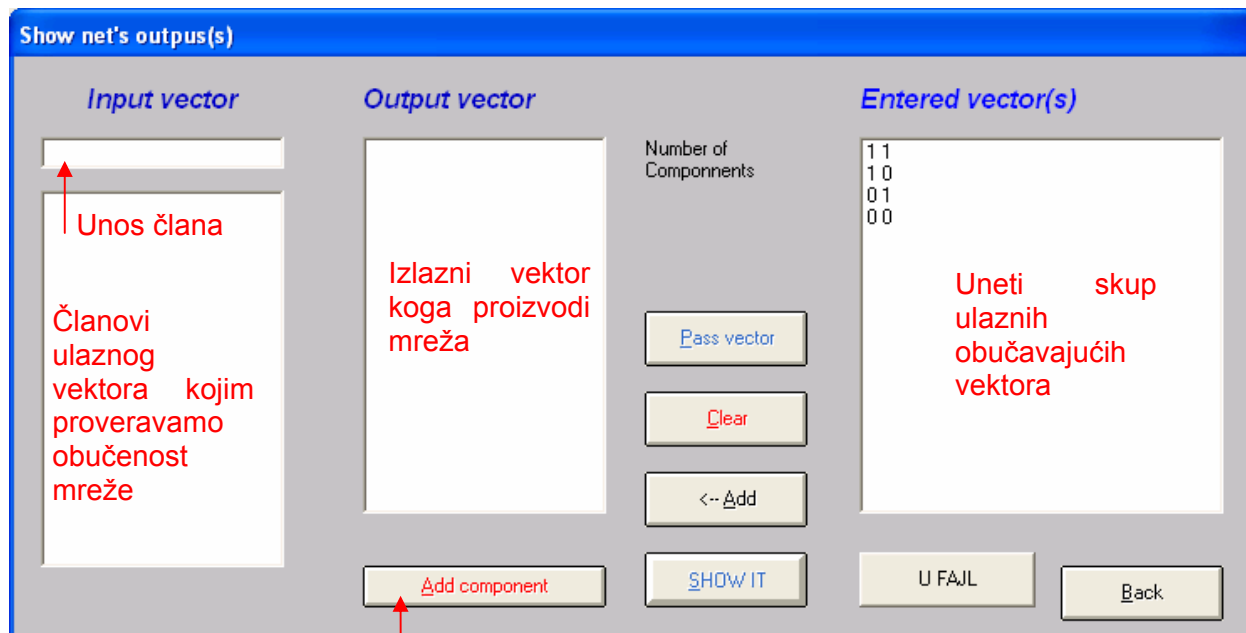 Show net's outpus(s)
Input vector
Output vector
Entered vector(s)
Unos člana
Članovi
ulaznog
vektora kojim
proveravamo
obučenost
mreže
Izlazni vektor
koga proizvodi
mreža
Number of
Componnents
1 1
1 0
0 1
0 0
Uneti skup
ulaznih
obučavajućih
vektora
Pass vector
Clear
<-- Add
Add component
SHOW IT
U FAJL
Back